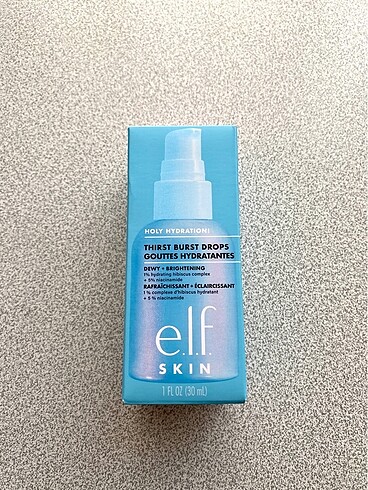 HOLY HYDRATION!
THIRST BURST DROPS
GOUTTES HYDRATANTES
DEWY + BRIGHTENING
1% hydrating hibiscus complex
+ 5% niacinamide
RAFRAÎCHISSANT + ÉCLAIRCISSANT
1 % complexe d'hibiscus hydratant
+ 5 % niacinamide
e.l.f.
SKIN
1 FL OZ (30 mL)